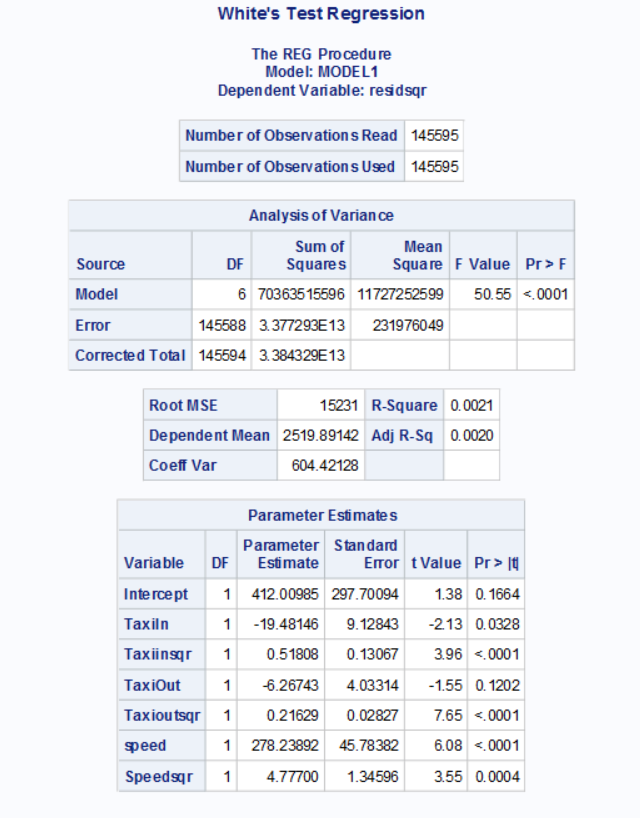 White's Test Regression
The REG Procedure
Model: MODEL1
Dependent Variable: residsqr
Number of Observations Read 145595
Number of Observations Used 145595
Analysis of Variance
Source DF Sum of Squares Mean Square F Value Pr > F
Model 6 70363515596 11727252599 50.55 <.0001
Error 145588 3.377293E13 231976049
Corrected Total 145594 3.384329E13
Root MSE 15231 R-Square 0.0021
Dependent Mean 2519.89142 Adj R-Sq 0.0020
Coeff Var 604.42128
Parameter Estimates
Variable DF Parameter Estimate Standard Error t Value Pr > |t|
Intercept 1 412.00985 297.70094 1.38 0.1664
TaxiIn 1 -19.48146 9.12843 -2.13 0.0328
Taxiinsqr 1 0.51808 0.13067 3.96 <.0001
TaxiOut 1 -6.26743 4.03314 -1.55 0.1202
Taxioutsqr 1 0.21629 0.02827 7.65 <.0001
speed 1 278.23892 45.78382 6.08 <.0001
Speedsqr 1 4.77700 1.34596 3.55 0.0004